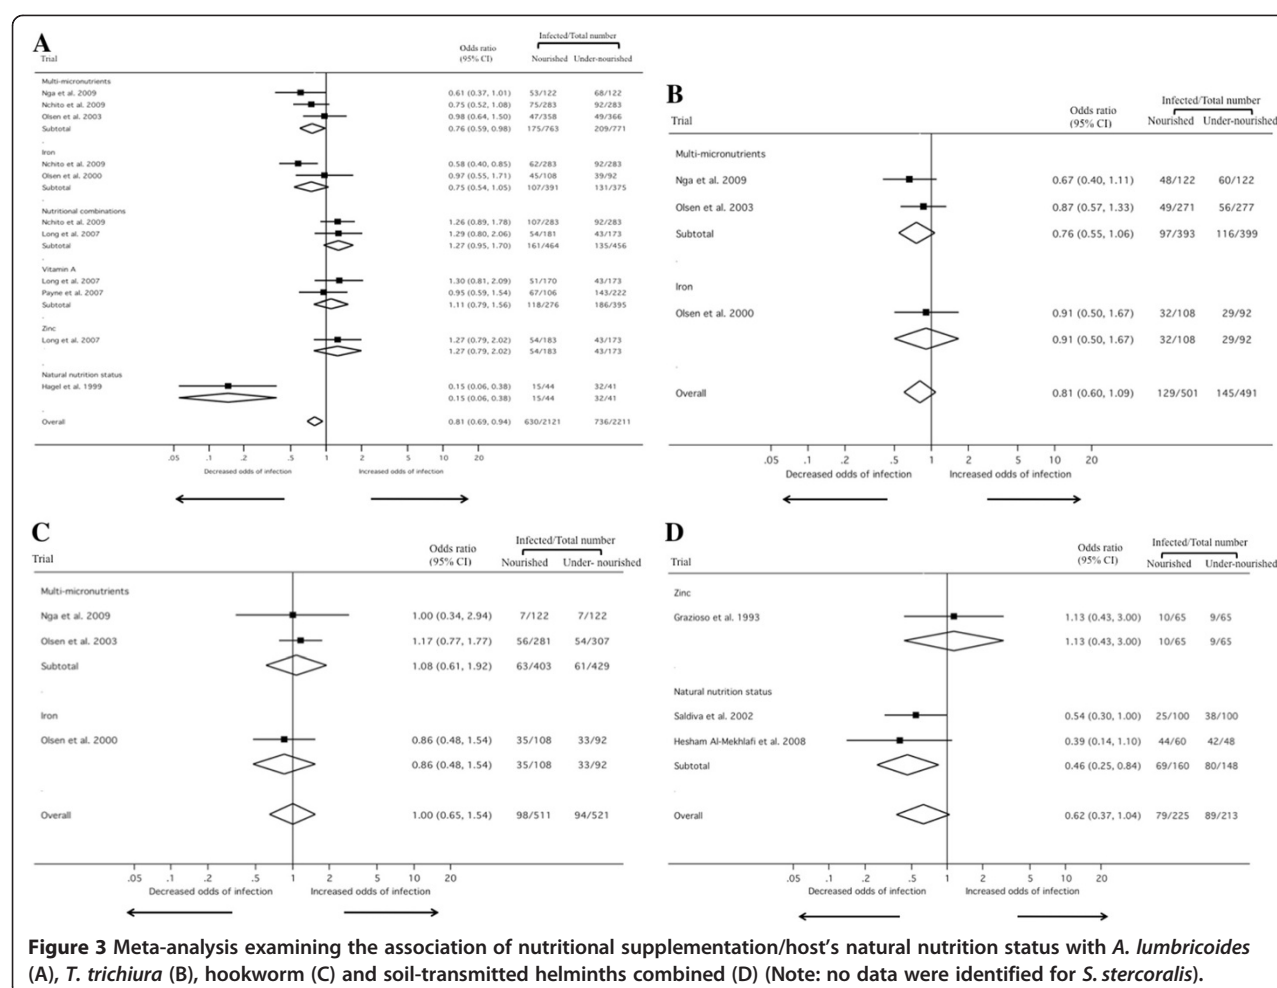 A
Infected/Total number
Odds ratio
Trial (95% CI) Nourished Under-nourished
Multi-micronutrients
Nga et al. 2009 0.61 (0.37, 1.01) 53/122 68/122
Nchito et al. 2009 0.75 (0.52, 1.08) 75/283 92/283
Olsen et al. 2003 0.98 (0.64, 1.50) 47/358 49/366
Subtotal 0.76 (0.59, 0.98) 175/763 209/771
.
Iron
Nchito et al. 2009 0.58 (0.40, 0.85) 62/283 92/283
Olsen et al. 2000 0.97 (0.55, 1.71) 45/108 39/92
Subtotal 0.75 (0.54, 1.05) 107/391 131/375
.
Nutritional combinations
Nchito et al. 2009 1.26 (0.89, 1.78) 107/283 92/283
Long et al. 2007 1.29 (0.80, 2.06) 54/181 43/173
Subtotal 1.27 (0.95, 1.70) 161/464 135/456
.
Vitamin A
Long et al. 2007 1.30 (0.81, 2.09) 51/170 43/173
Payne et al. 2007 0.95 (0.59, 1.54) 67/106 143/222
Subtotal 1.11 (0.79, 1.56) 118/276 186/395
.
Zinc
Long et al. 2007 1.27 (0.79, 2.02) 54/183 43/173
1.27 (0.79, 2.02) 54/183 43/173
.
Natural nutrition status
Hagel et al. 1999 0.15 (0.06, 0.38) 15/44 32/41
0.15 (0.06, 0.38) 15/44 32/41
.
Overall 0.81 (0.69, 0.94) 630/2121 736/2211
.05 .1 .2 .5 1 2 5 10 20
Decreased odds of infection Increased odds of infection
B
Infected/Total number
Odds ratio
Trial (95% CI) Nourished Under-nourished
Multi-micronutrients
Nga et al. 2009 0.67 (0.40, 1.11) 48/122 60/122
Olsen et al. 2003 0.87 (0.57, 1.33) 49/271 56/277
Subtotal 0.76 (0.55, 1.06) 97/393 116/399
.
Iron
Olsen et al. 2000 0.91 (0.50, 1.67) 32/108 29/92
0.91 (0.50, 1.67) 32/108 29/92
.
Overall 0.81 (0.60, 1.09) 129/501 145/491
.05 .1 .2 .5 1 2 5 10 20
Decreased odds of infection Increased odds of infection
C
Infected/Total number
Odds ratio
Trial (95% CI) Nourished Under- nourished
Multi-micronutrients
Nga et al. 2009 1.00 (0.34, 2.94) 7/122 7/122
Olsen et al. 2003 1.17 (0.77, 1.77) 56/281 54/307
Subtotal 1.08 (0.61, 1.92) 63/403 61/429
.
Iron
Olsen et al. 2000 0.86 (0.48, 1.54) 35/108 33/92
0.86 (0.48, 1.54) 35/108 33/92
.
Overall 1.00 (0.65, 1.54) 98/511 94/521
.05 .1 .2 .5 1 2 5 10 20
Decreased odds of infection Increased odds of infection
D
Infected/Total number
Odds ratio
Trial (95% CI) Nourished Under-nourished
Zinc
Grazioso et al. 1993 1.13 (0.43, 3.00) 10/65 9/65
1.13 (0.43, 3.00) 10/65 9/65
.
Natural nutrition status
Saldiva et al. 2002 0.54 (0.30, 1.00) 25/100 38/100
Hesham Al-Mekhlafi et al. 2008 0.39 (0.14, 1.10) 44/60 42/48
Subtotal 0.46 (0.25, 0.84) 69/160 80/148
.
Overall 0.62 (0.37, 1.04) 79/225 89/213
.05 .1 .2 .5 1 2 5 10 20
Decreased odds of infection Increased odds of infection
Figure 3 Meta-analysis examining the association of nutritional supplementation/host's natural nutrition status with A. lumbricoides
(A), T. trichiura (B), hookworm (C) and soil-transmitted helminths combined (D) (Note: no data were identified for S. stercoralis).